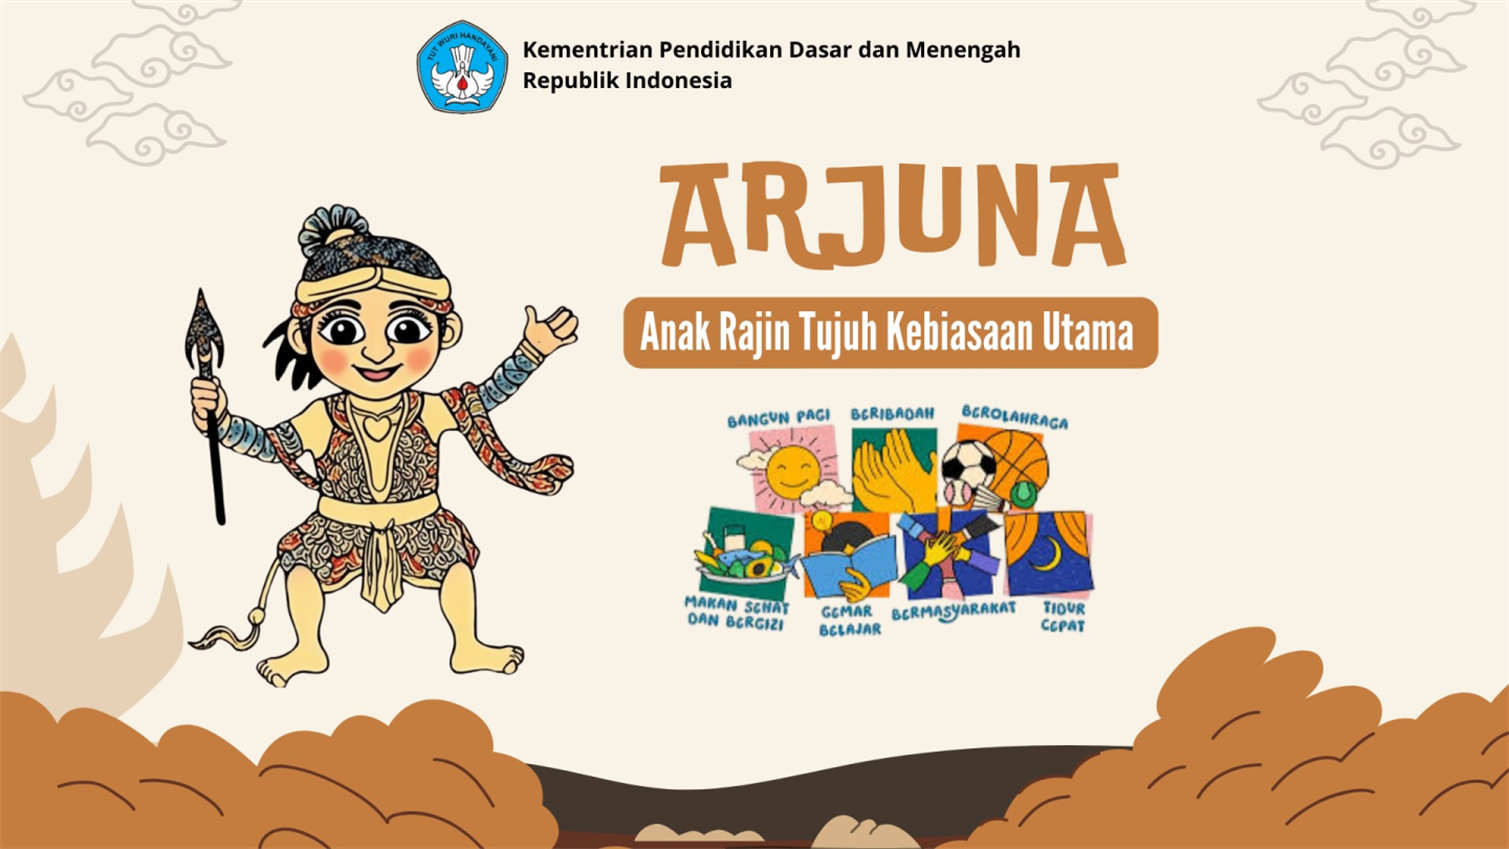 TUT WURI HANDAYANI
Kementrian Pendidikan Dasar dan Menengah
Republik Indonesia
ARJUNA
Anak Rajin Tujuh Kebiasaan Utama
BANGUN PAGI
BERIBADAH
BEROLAHRAGA
MAKAN SEHAT
DAN BERGIZI
GEMAR
BELAJAR
BERMASYARAKAT
TIDUR
CEPAT